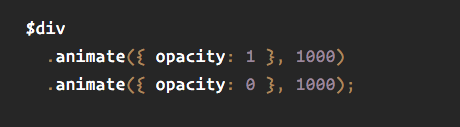 $div
  .animate({ opacity: 1 }, 1000)
  .animate({ opacity: 0 }, 1000);